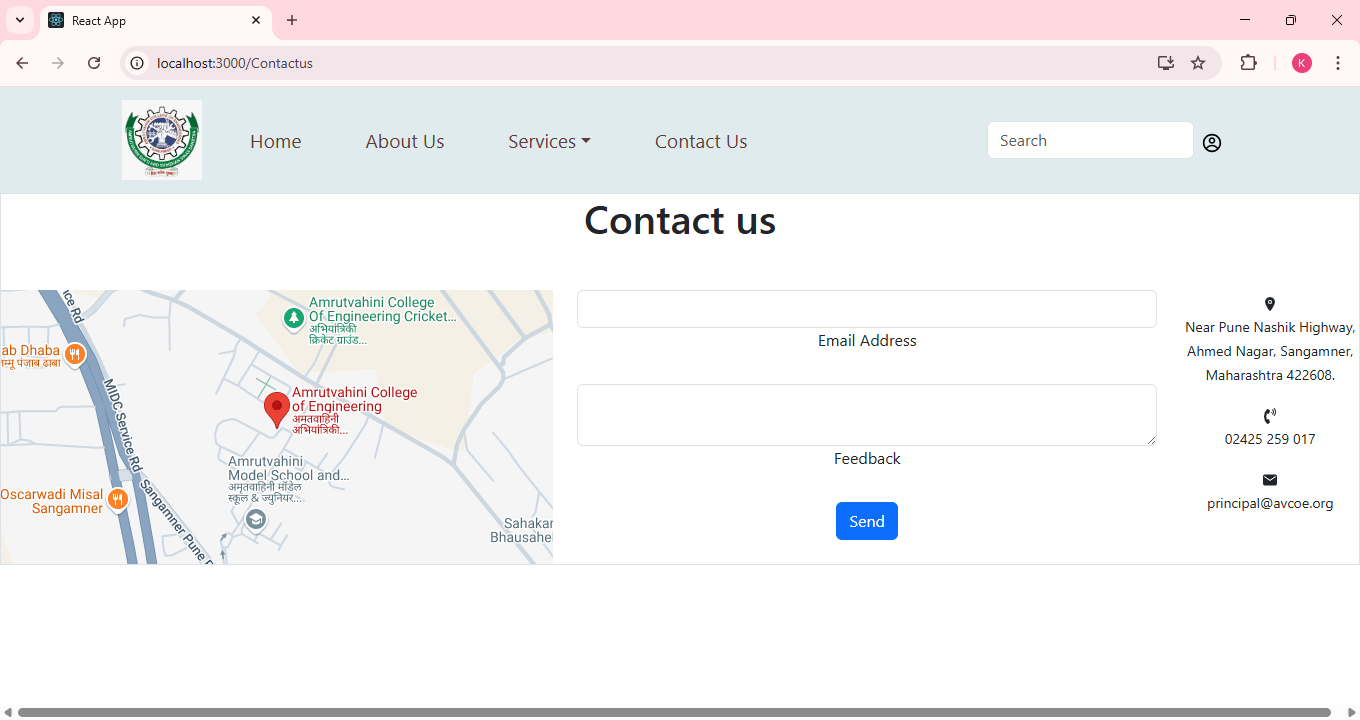 React App
localhost:3000/Contactus
K
Home
About Us
Services
Contact Us
Search
Contact us
ice Rd
Amrutvahini College
Of Engineering Cricket...
अभियांत्रिकी
क्रिकेट ग्राउंड...
ab Dhaba
म्मू पंजाब ढाबा
Amrutvahini College
of Engineering
अमृतवाहिनी
अभियांत्रिकी...
MIDC Service Rd
Amrutvahini
Model School and...
अमृतवाहिनी मॉडेल
स्कूल & ज्युनियर...
Oscarwadi Misal
Sangamner
Sangamner Pune R
Sahakar
Bhausahe
Email Address
Feedback
Send
Near Pune Nashik Highway,
Ahmed Nagar, Sangamner,
Maharashtra 422608.
02425 259 017
principal@avcoe.org